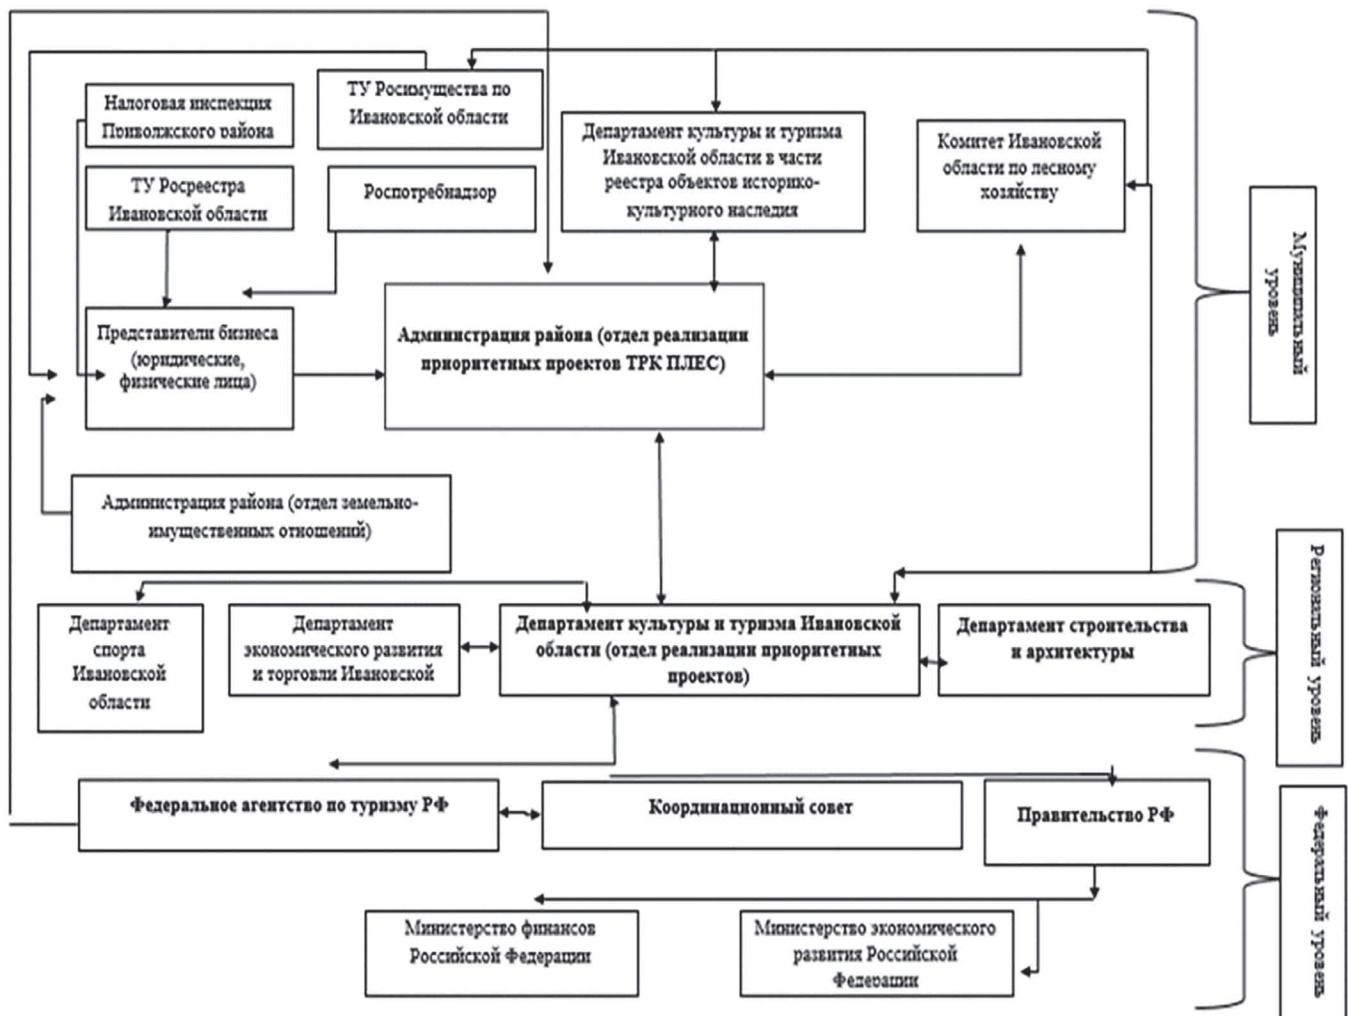 Налоговая инспекция
Приволжского района
ТУ Росимущества по
Ивановской области
Департамент культуры и туризма
Ивановской области в части
реестра объектов историко-
культурного наследия
Комитет Ивановской
области по лесному
хозяйству
ТУ Росреестра
Ивановской области
Роспотребнадзор
Муниципальный
уровень
Представители бизнеса
(юридические,
физические лица)
Администрация района (отдел реализации
приоритетных проектов ТРК ПЛЕС)
Администрация района (отдел земельно-
имущественных отношений)
Департамент
спорта
Ивановской
области
Департамент
экономического развития
и торговли Ивановской
Департамент культуры и туризма Ивановской
области (отдел реализации приоритетных
проектов)
Департамент строительства
и архитектуры
Региональный уровень
Федеральное агентство по туризму РФ
Координационный совет
Правительство РФ
Федеральный уровень
Министерство финансов
Российской Федерации
Министерство экономического
развития Российской
Федерации